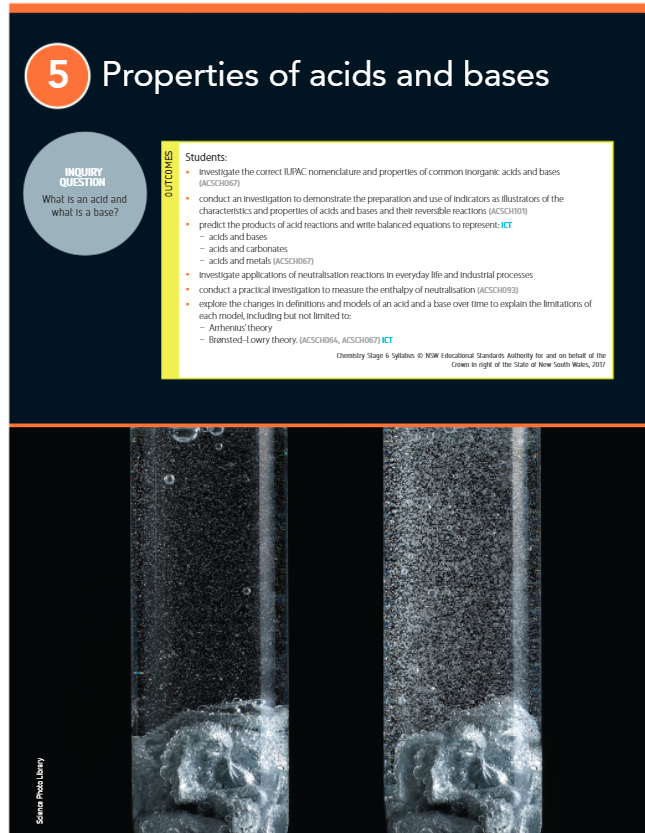 5 Properties of acids and bases
INQUIRY
QUESTION
What is an acid and
what is a base?
OUTCOMES
Students:
• investigate the correct IUPAC nomenclature and properties of common inorganic acids and bases
(ACSCH067)
• conduct an investigation to demonstrate the preparation and use of indicators as illustrators of the
characteristics and properties of acids and bases and their reversible reactions (ACSCH101)
• predict the products of acid reactions and write balanced equations to represent: ICT
– acids and bases
– acids and carbonates
– acids and metals (ACSCH067)
• investigate applications of neutralisation reactions in everyday life and industrial processes
• conduct a practical investigation to measure the enthalpy of neutralisation (ACSCH093)
• explore the changes in definitions and models of an acid and a base over time to explain the limitations of
each model, including but not limited to:
– Arrhenius' theory
– Brønsted–Lowry theory. (ACSCH064, ACSCH067) ICT
Chemistry Stage 6 Syllabus © NSW Educational Standards Authority for and on behalf of the
Crown in right of the State of New South Wales, 2017
Science Photo Library